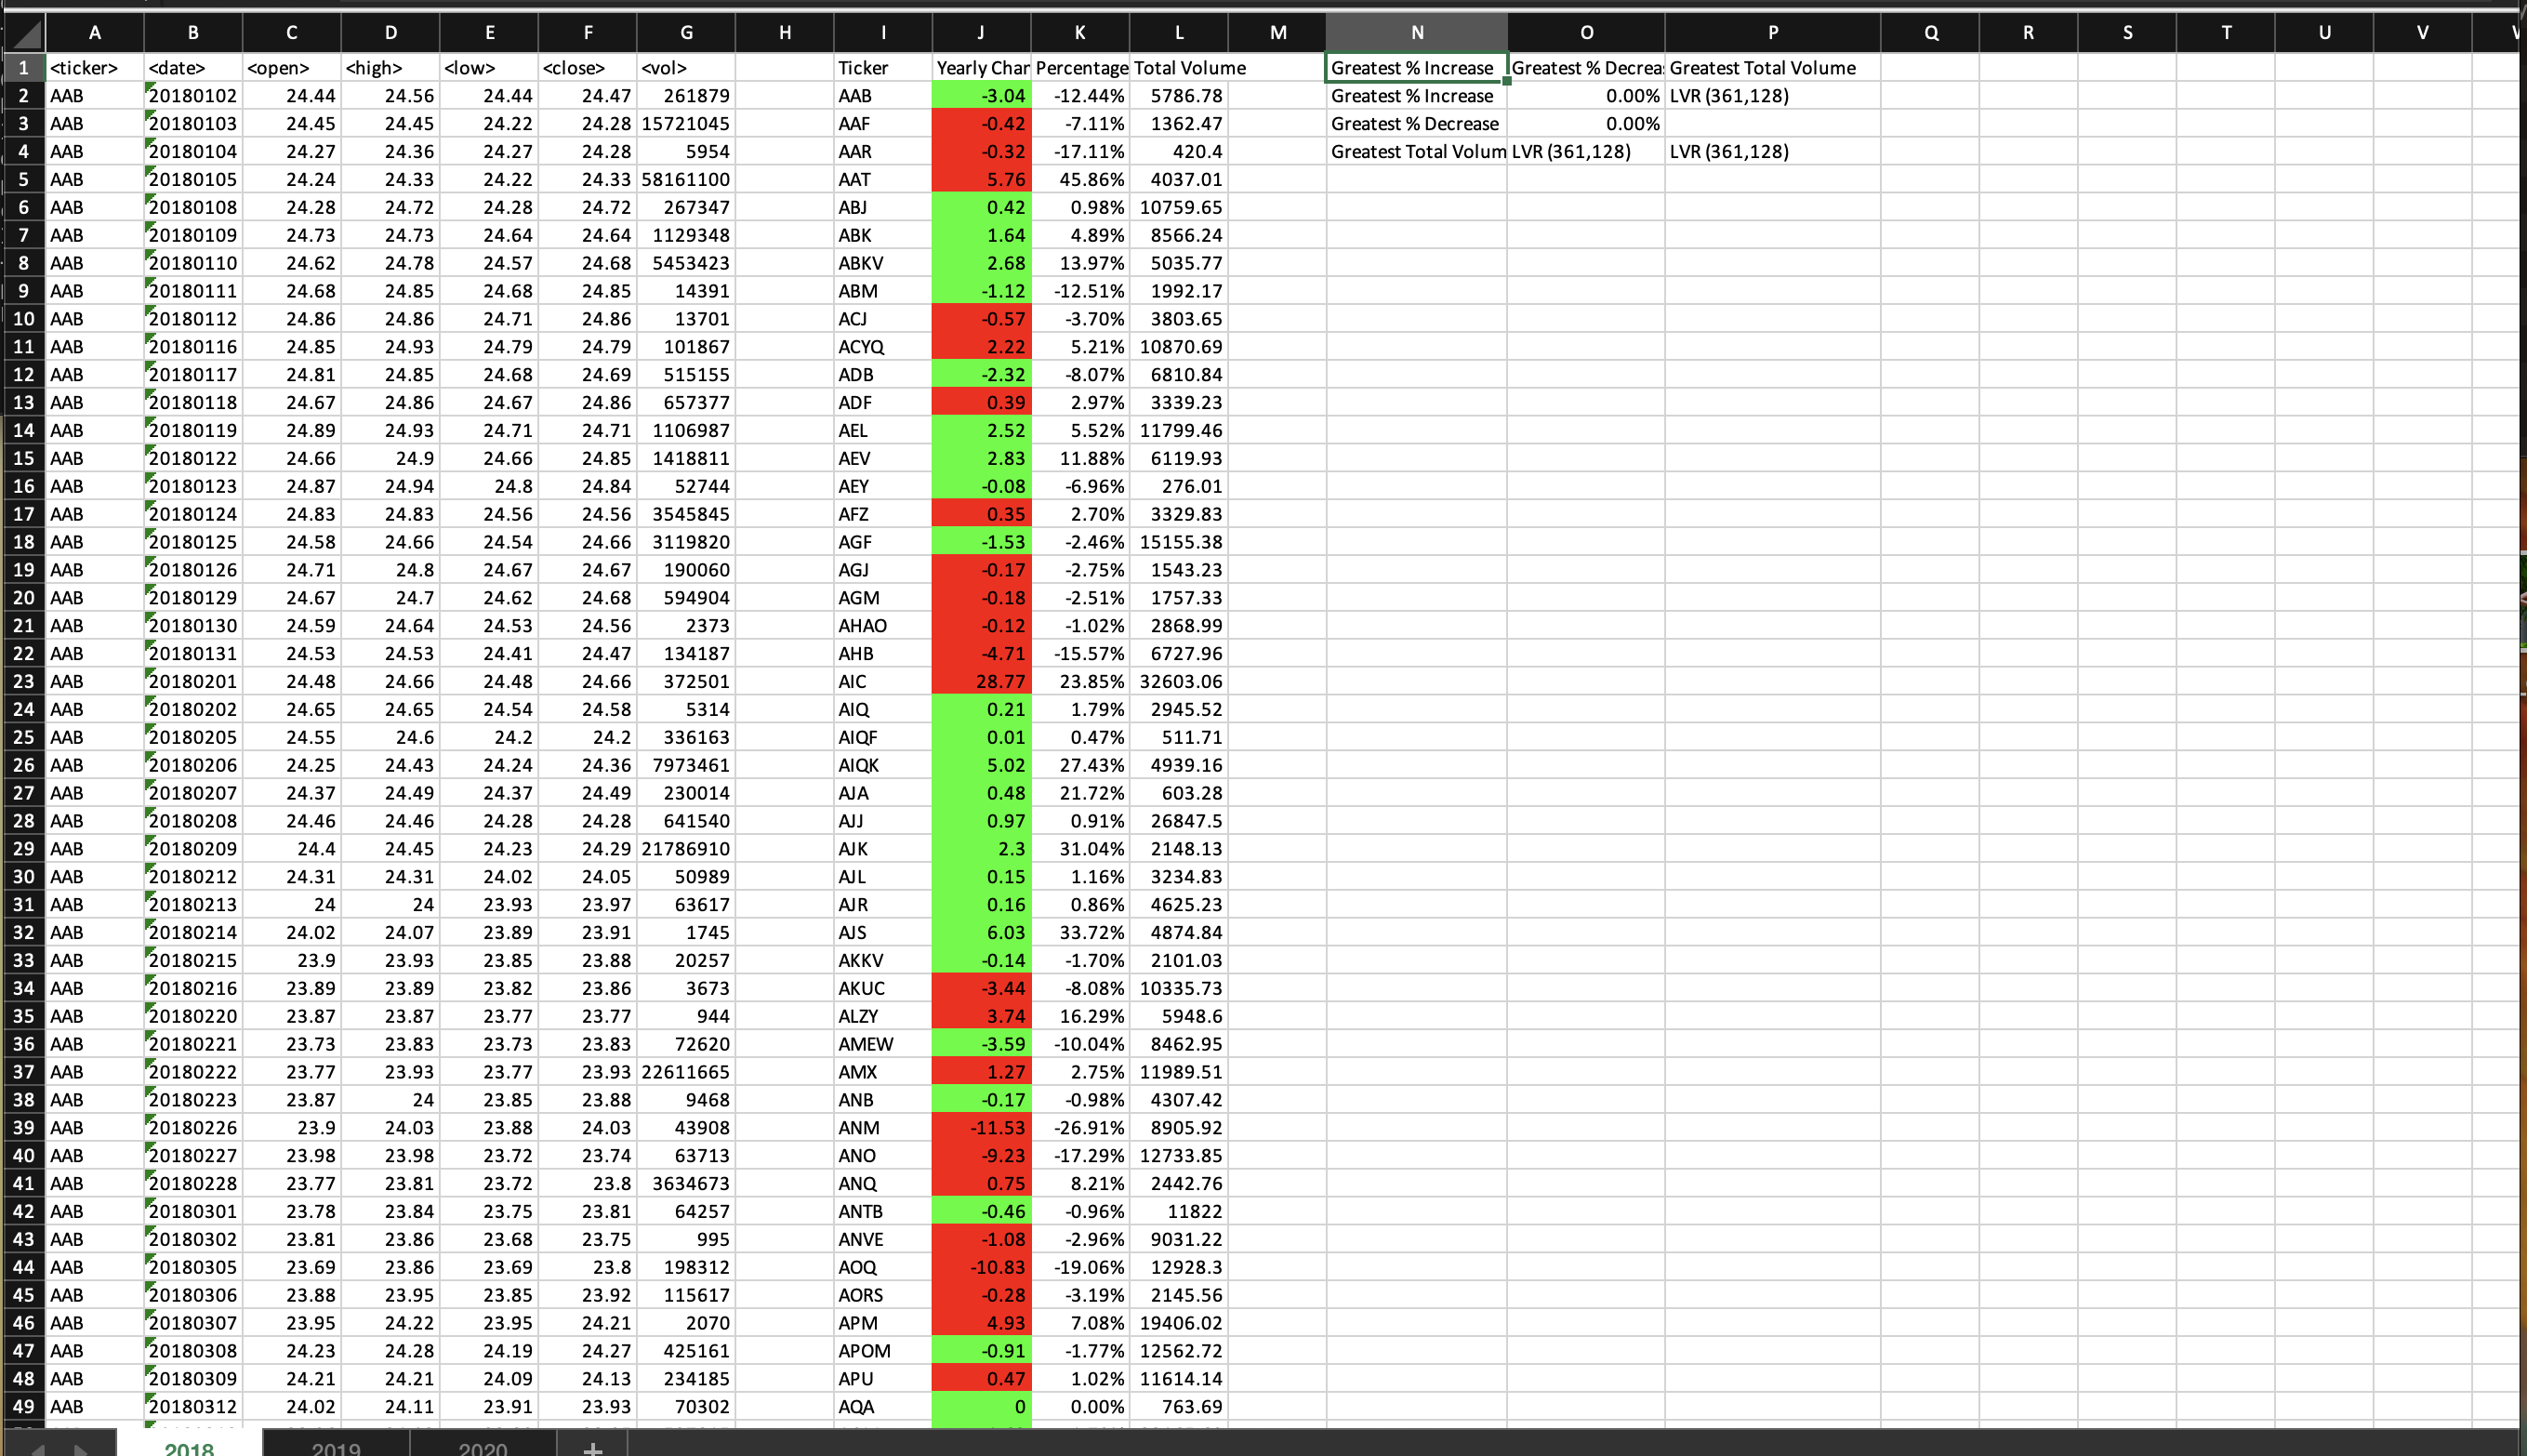 A B C D E F G H I J K L M N O P Q R S T U V
1 <ticker> <date> <open> <high> <low> <close> <vol> Ticker Yearly Char Percentage Total Volume Greatest % Increase Greatest % Decrea Greatest Total Volume
2 AAB 20180102 24.44 24.56 24.44 24.47 261879 AAB -3.04 -12.44% 5786.78 Greatest % Increase 0.00% LVR (361,128)
3 AAB 20180103 24.45 24.45 24.22 24.28 15721045 AAF -0.42 -7.11% 1362.47 Greatest % Decrease 0.00%
4 AAB 20180104 24.27 24.36 24.27 24.28 5954 AAR -0.32 -17.11% 420.4 Greatest Total Volum LVR (361,128) LVR (361,128)
5 AAB 20180105 24.24 24.33 24.22 24.33 58161100 AAT 5.76 45.86% 4037.01
6 AAB 20180108 24.28 24.72 24.28 24.72 267347 ABJ 0.42 0.98% 10759.65
7 AAB 20180109 24.73 24.73 24.64 24.64 1129348 ABK 1.64 4.89% 8566.24
8 AAB 20180110 24.62 24.78 24.57 24.68 5453423 ABKV 2.68 13.97% 5035.77
9 AAB 20180111 24.68 24.85 24.68 24.85 14391 ABM -1.12 -12.51% 1992.17
10 AAB 20180112 24.86 24.86 24.71 24.86 13701 ACJ -0.57 -3.70% 3803.65
11 AAB 20180116 24.85 24.93 24.79 24.79 101867 ACYQ 2.22 5.21% 10870.69
12 AAB 20180117 24.81 24.85 24.68 24.69 515155 ADB -2.32 -8.07% 6810.84
13 AAB 20180118 24.67 24.86 24.67 24.86 657377 ADF 0.39 2.97% 3339.23
14 AAB 20180119 24.89 24.93 24.71 24.71 1106987 AEL 2.52 5.52% 11799.46
15 AAB 20180122 24.66 24.9 24.66 24.85 1418811 AEV 2.83 11.88% 6119.93
16 AAB 20180123 24.87 24.94 24.8 24.84 52744 AEY -0.08 -6.96% 276.01
17 AAB 20180124 24.83 24.83 24.56 24.56 3545845 AFZ 0.35 2.70% 3329.83
18 AAB 20180125 24.58 24.66 24.54 24.66 3119820 AGF -1.53 -2.46% 15155.38
19 AAB 20180126 24.71 24.8 24.67 24.67 190060 AGJ -0.17 -2.75% 1543.23
20 AAB 20180129 24.67 24.7 24.62 24.68 594904 AGM -0.18 -2.51% 1757.33
21 AAB 20180130 24.59 24.64 24.53 24.56 2373 AHAO -0.12 -1.02% 2868.99
22 AAB 20180131 24.53 24.53 24.41 24.47 134187 AHB -4.71 -15.57% 6727.96
23 AAB 20180201 24.48 24.66 24.48 24.66 372501 AIC 28.77 23.85% 32603.06
24 AAB 20180202 24.65 24.65 24.54 24.58 5314 AIQ 0.21 1.79% 2945.52
25 AAB 20180205 24.55 24.6 24.2 24.2 336163 AIQF 0.01 0.47% 511.71
26 AAB 20180206 24.25 24.43 24.24 24.36 7973461 AIQK 5.02 27.43% 4939.16
27 AAB 20180207 24.37 24.49 24.37 24.49 230014 AJA 0.48 21.72% 603.28
28 AAB 20180208 24.46 24.46 24.28 24.28 641540 AJJ 0.97 0.91% 26847.5
29 AAB 20180209 24.4 24.45 24.23 24.29 21786910 AJK 2.3 31.04% 2148.13
30 AAB 20180212 24.31 24.31 24.02 24.05 50989 AJL 0.15 1.16% 3234.83
31 AAB 20180213 24 24 23.93 23.97 63617 AJR 0.16 0.86% 4625.23
32 AAB 20180214 24.02 24.07 23.89 23.91 1745 AJS 6.03 33.72% 4874.84
33 AAB 20180215 23.9 23.93 23.85 23.88 20257 AKKV -0.14 -1.70% 2101.03
34 AAB 20180216 23.89 23.89 23.82 23.86 3673 AKUC -3.44 -8.08% 10335.73
35 AAB 20180220 23.87 23.87 23.77 23.77 944 ALZY 3.74 16.29% 5948.6
36 AAB 20180221 23.73 23.83 23.73 23.83 72620 AMEW -3.59 -10.04% 8462.95
37 AAB 20180222 23.77 23.93 23.77 23.93 22611665 AMX 1.27 2.75% 11989.51
38 AAB 20180223 23.87 24 23.85 23.88 9468 ANB -0.17 -0.98% 4307.42
39 AAB 20180226 23.9 24.03 23.88 24.03 43908 ANM -11.53 -26.91% 8905.92
40 AAB 20180227 23.98 23.98 23.72 23.74 63713 ANO -9.23 -17.29% 12733.85
41 AAB 20180228 23.77 23.81 23.72 23.8 3634673 ANQ 0.75 8.21% 2442.76
42 AAB 20180301 23.78 23.84 23.75 23.81 64257 ANTB -0.46 -0.96% 11822
43 AAB 20180302 23.81 23.86 23.68 23.75 995 ANVE -1.08 -2.96% 9031.22
44 AAB 20180305 23.69 23.86 23.69 23.8 198312 AOQ -10.83 -19.06% 12928.3
45 AAB 20180306 23.88 23.95 23.85 23.92 115617 AORS -0.28 -3.19% 2145.56
46 AAB 20180307 23.95 24.22 23.95 24.21 2070 APM 4.93 7.08% 19406.02
47 AAB 20180308 24.23 24.28 24.19 24.27 425161 APOM -0.91 -1.77% 12562.72
48 AAB 20180309 24.21 24.21 24.09 24.13 234185 APU 0.47 1.02% 11614.14
49 AAB 20180312 24.02 24.11 23.91 23.93 70302 AQA 0 0.00% 763.69
2018 2019 2020 +